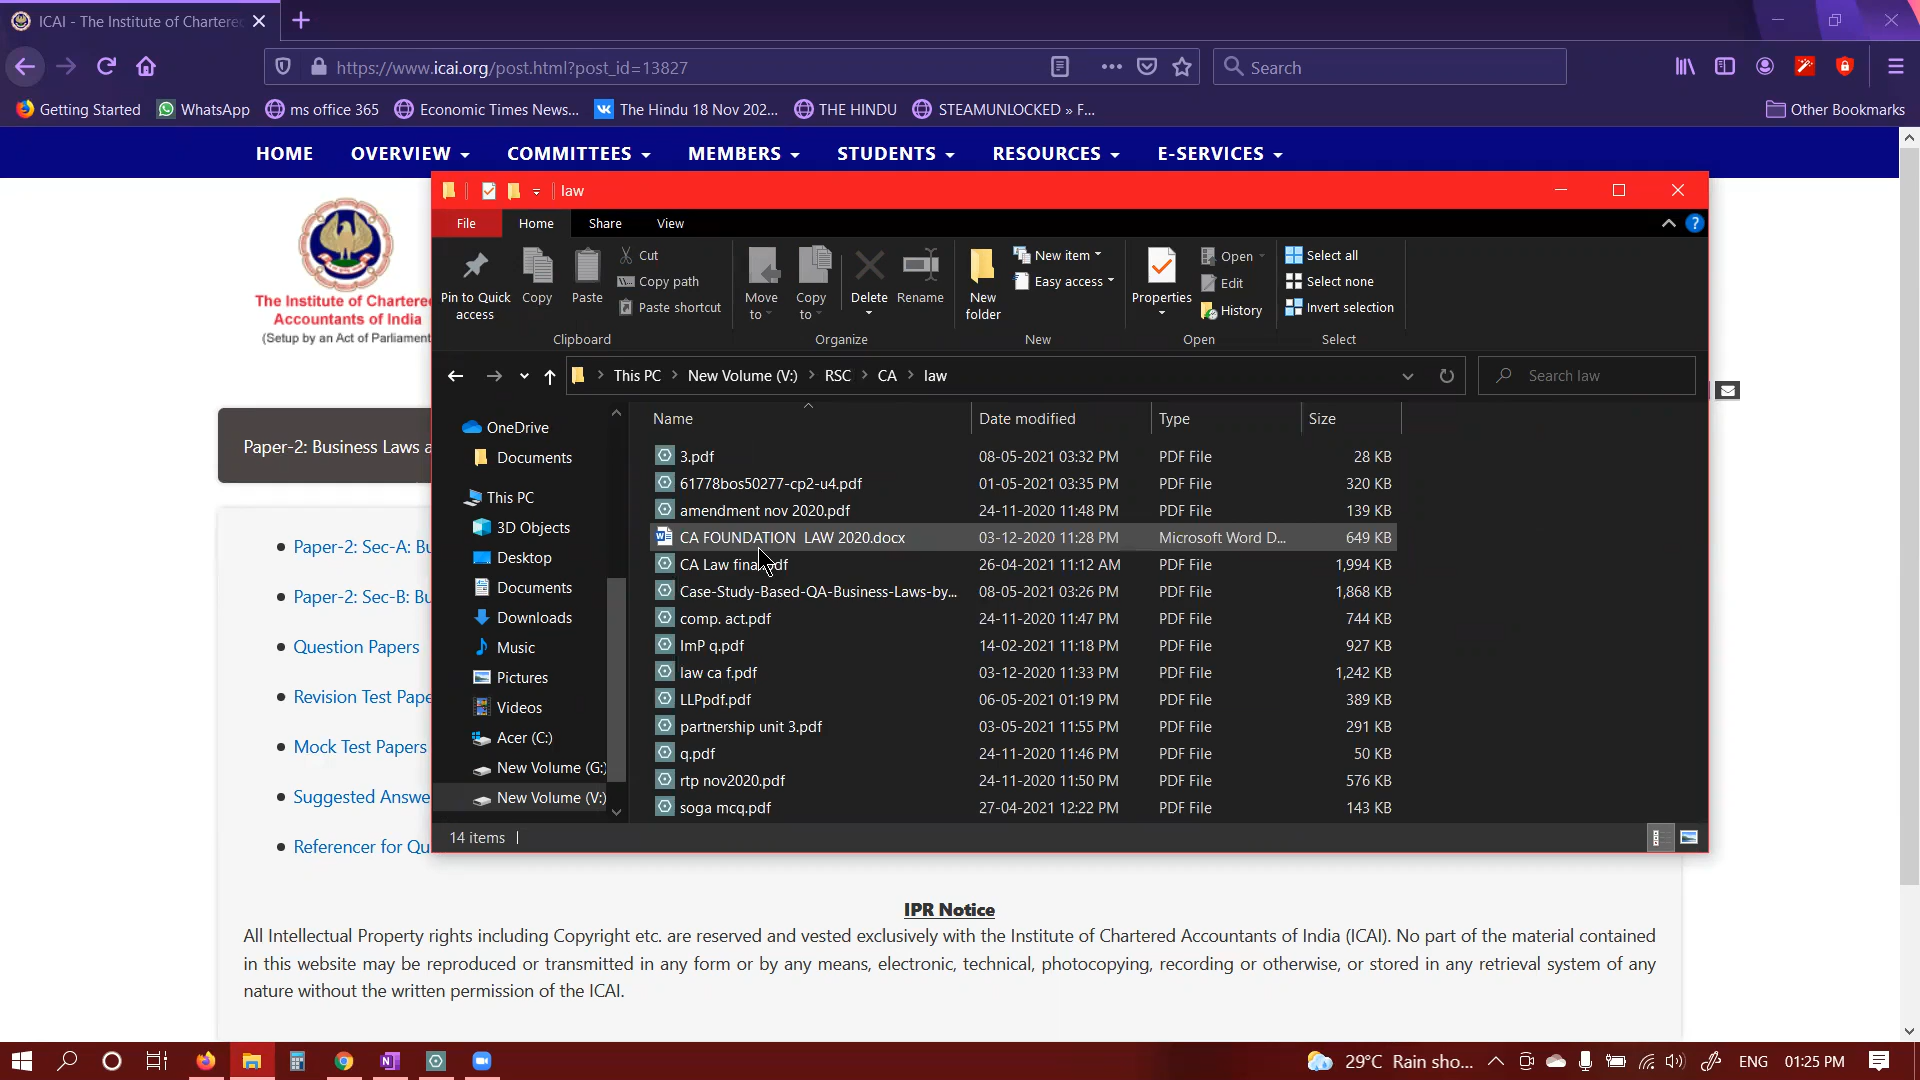 ICAI - The Institute of Chartere
https://www.icai.org/post.html?post_id=13827
Search
Getting Started
WhatsApp
ms office 365
Economic Times News...
The Hindu 18 Nov 202...
THE HINDU
STEAMUNLOCKED » F...
Other Bookmarks
HOME
OVERVIEW
COMMITTEES
MEMBERS
STUDENTS
RESOURCES
E-SERVICES
The Institute of Chartered
Accountants of India
(Setup by an Act of Parliament
Paper-2: Business Laws a
Paper-2: Sec-A: Bu
Paper-2: Sec-B: Bu
Question Papers
Revision Test Pape
Mock Test Papers
Suggested Answe
Referencer for Qu
law
File
Home
Share
View
Pin to Quick
access
Copy
Paste
Cut
Copy path
Paste shortcut
Clipboard
Move
to
Copy
to
Delete
Rename
Organize
New
folder
New item
Easy access
New
Properties
Open
Edit
History
Open
Select all
Select none
Invert selection
Select
This PC
New Volume (V:)
RSC
CA
law
Search law
OneDrive
Documents
This PC
3D Objects
Desktop
Documents
Downloads
Music
Pictures
Videos
Acer (C:)
New Volume (G:)
New Volume (V:)
Name Date modified Type Size
3.pdf 08-05-2021 03:32 PM PDF File 28 KB
61778bos50277-cp2-u4.pdf 01-05-2021 03:35 PM PDF File 320 KB
amendment nov 2020.pdf 24-11-2020 11:48 PM PDF File 139 KB
CA FOUNDATION  LAW 2020.docx 03-12-2020 11:28 PM Microsoft Word D... 649 KB
CA Law final.pdf 26-04-2021 11:12 AM PDF File 1,994 KB
Case-Study-Based-QA-Business-Laws-by... 08-05-2021 03:26 PM PDF File 1,868 KB
comp. act.pdf 24-11-2020 11:47 PM PDF File 744 KB
ImP q.pdf 14-02-2021 11:18 PM PDF File 927 KB
law ca f.pdf 03-12-2020 11:33 PM PDF File 1,242 KB
LLPpdf.pdf 06-05-2021 01:19 PM PDF File 389 KB
partnership unit 3.pdf 03-05-2021 11:55 PM PDF File 291 KB
q.pdf 24-11-2020 11:46 PM PDF File 50 KB
rtp nov2020.pdf 24-11-2020 11:50 PM PDF File 576 KB
soga mcq.pdf 27-04-2021 12:22 PM PDF File 143 KB
14 items
IPR Notice
All Intellectual Property rights including Copyright etc. are reserved and vested exclusively with the Institute of Chartered Accountants of India (ICAI). No part of the material contained
in this website may be reproduced or transmitted in any form or by any means, electronic, technical, photocopying, recording or otherwise, or stored in any retrieval system of any
nature without the written permission of the ICAI.
29°C Rain sho...
ENG
01:25 PM